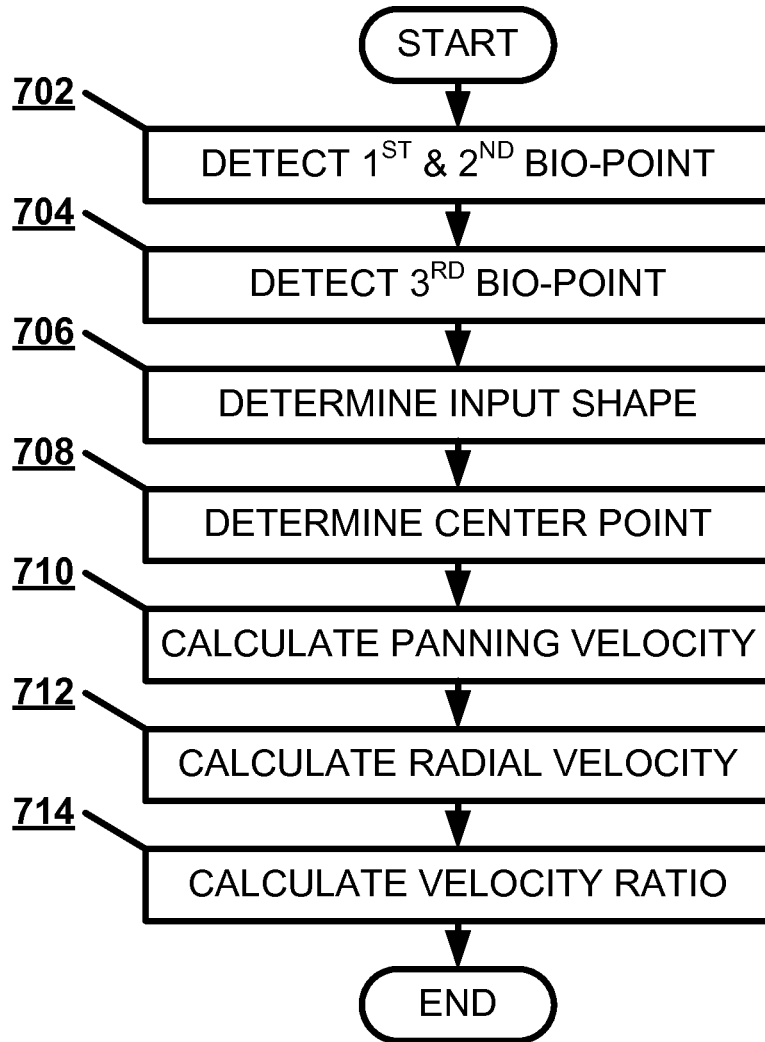 START
702
DETECT 1ST & 2ND BIO-POINT
704
DETECT 3RD BIO-POINT
706
DETERMINE INPUT SHAPE
708
DETERMINE CENTER POINT
710
CALCULATE PANNING VELOCITY
712
CALCULATE RADIAL VELOCITY
714
CALCULATE VELOCITY RATIO
END